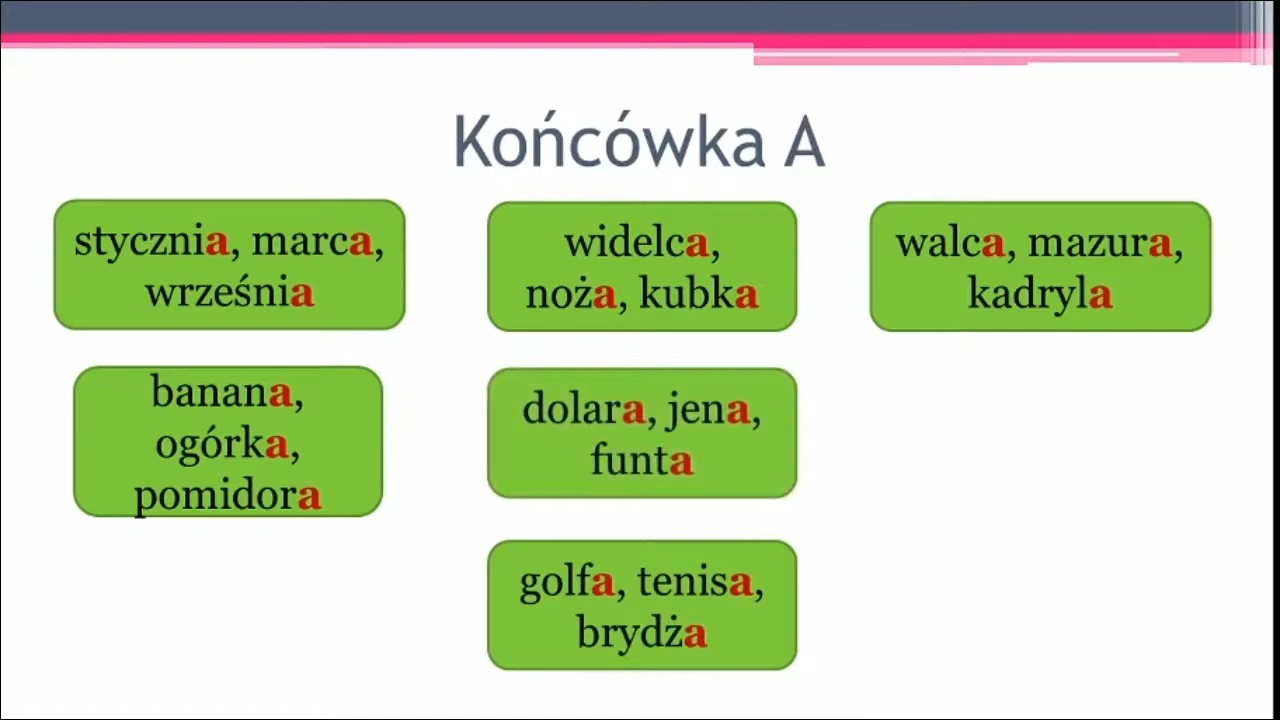 Końcówka A
stycznia, marca,
września
widelca,
noża, kubka
walca, mazura,
kadryla
banana,
ogórka,
pomidora
dolara, jena,
funta
golfa, tenisa,
brydża